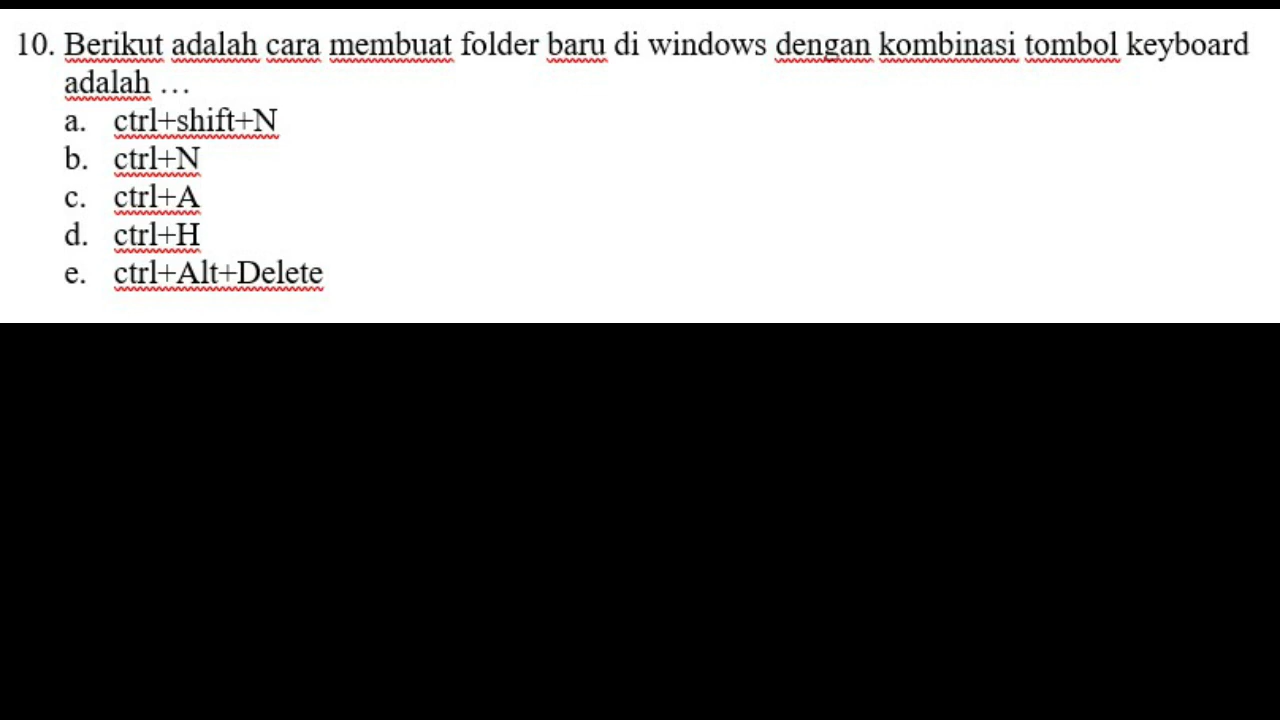 10. Berikut adalah cara membuat folder baru di windows dengan kombinasi tombol keyboard
adalah …
a. ctrl+shift+N
b. ctrl+N
c. ctrl+A
d. ctrl+H
e. ctrl+Alt+Delete